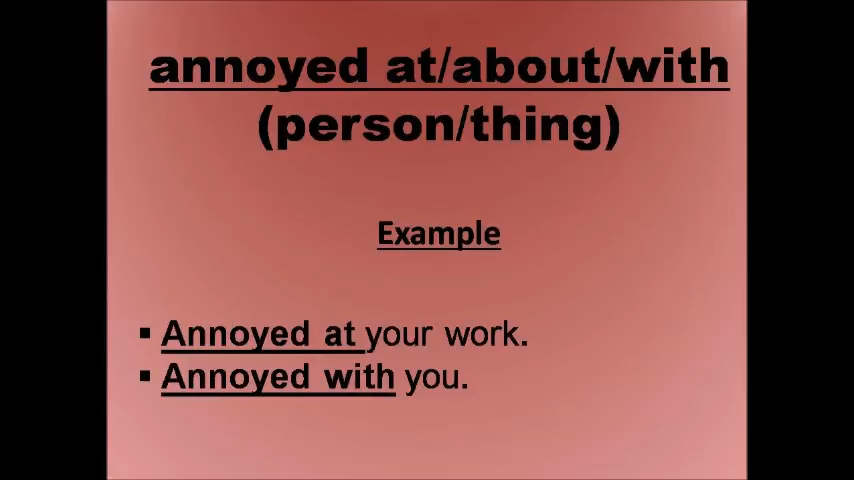 annoyed at/about/with
(person/thing)
Example
▪ Annoyed at your work.
▪ Annoyed with you.